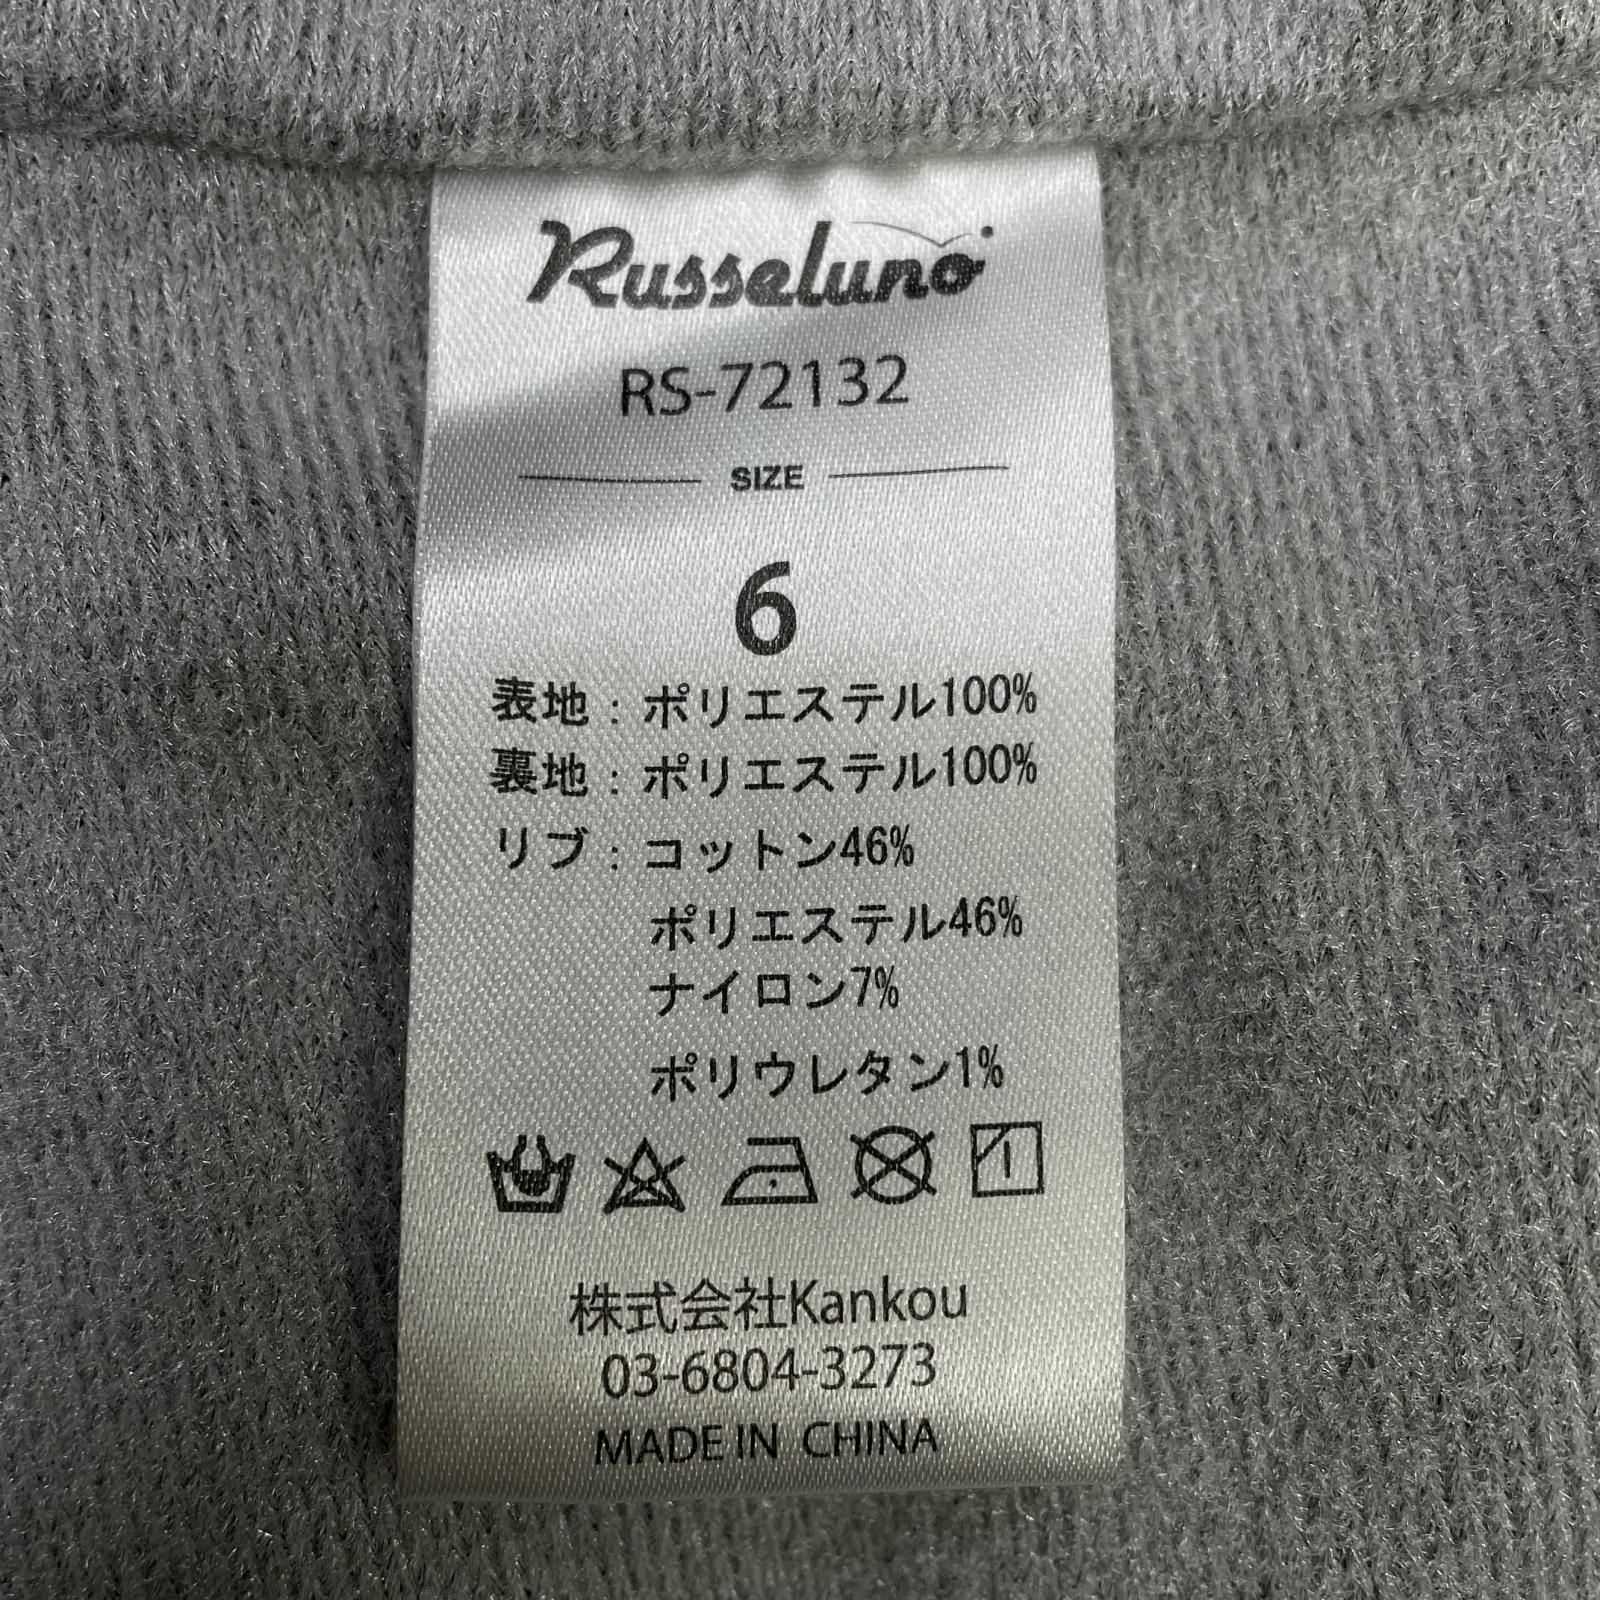 Russeluno
RS-72132
SIZE
6
表地：ポリエステル100%
裏地：ポリエステル100%
リブ：コットン46%
ポリエステル46%
ナイロン7%
ポリウレタン1%
株式会社Kankou
03-6804-3273
MADE IN CHINA